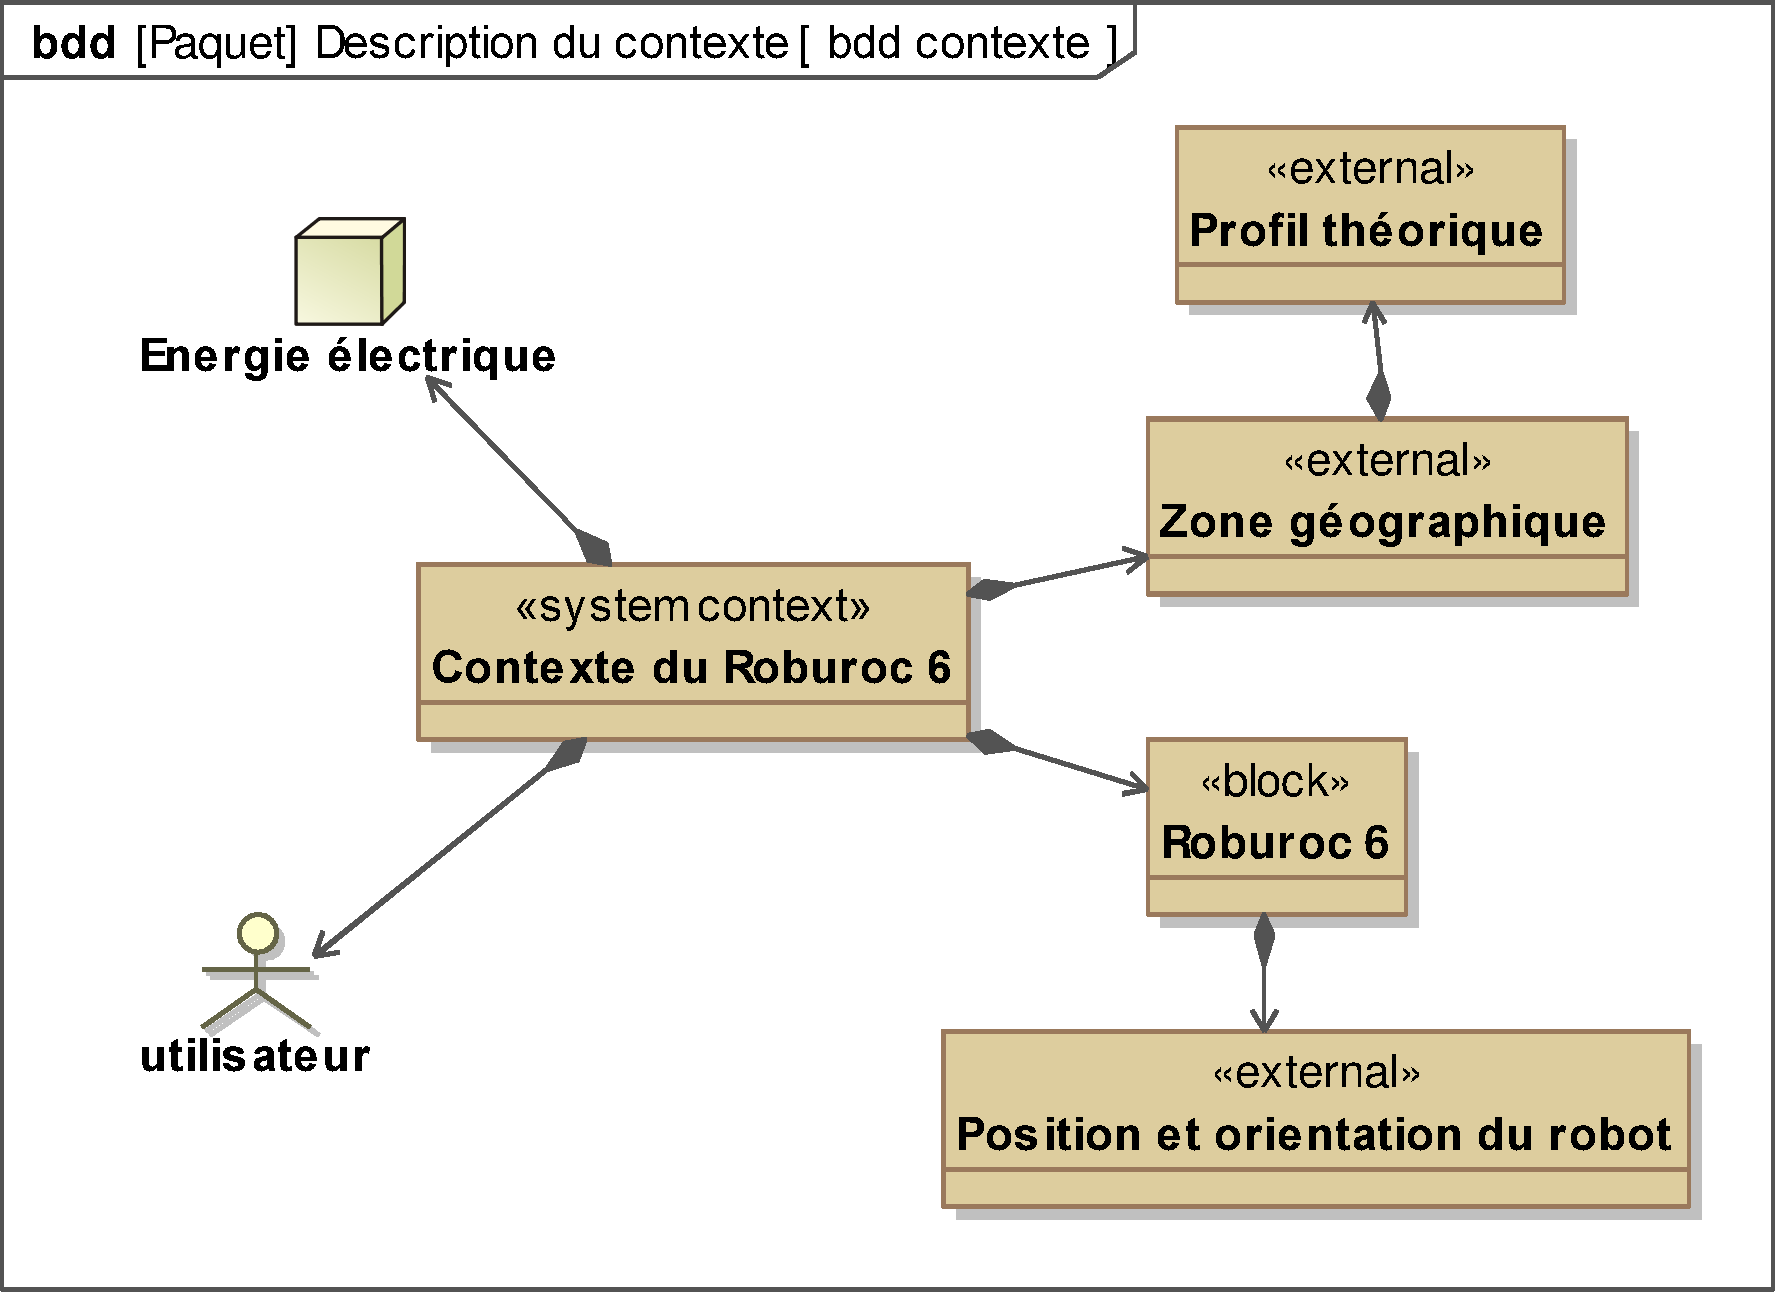 bdd [Paquet] Description du contexte [ bdd contexte ]
«external»
Profil théorique
Energie électrique
«external»
Zone géographique
«system context»
Contexte du Roburoc 6
«block»
Roburoc 6
utilisateur
«external»
Position et orientation du robot